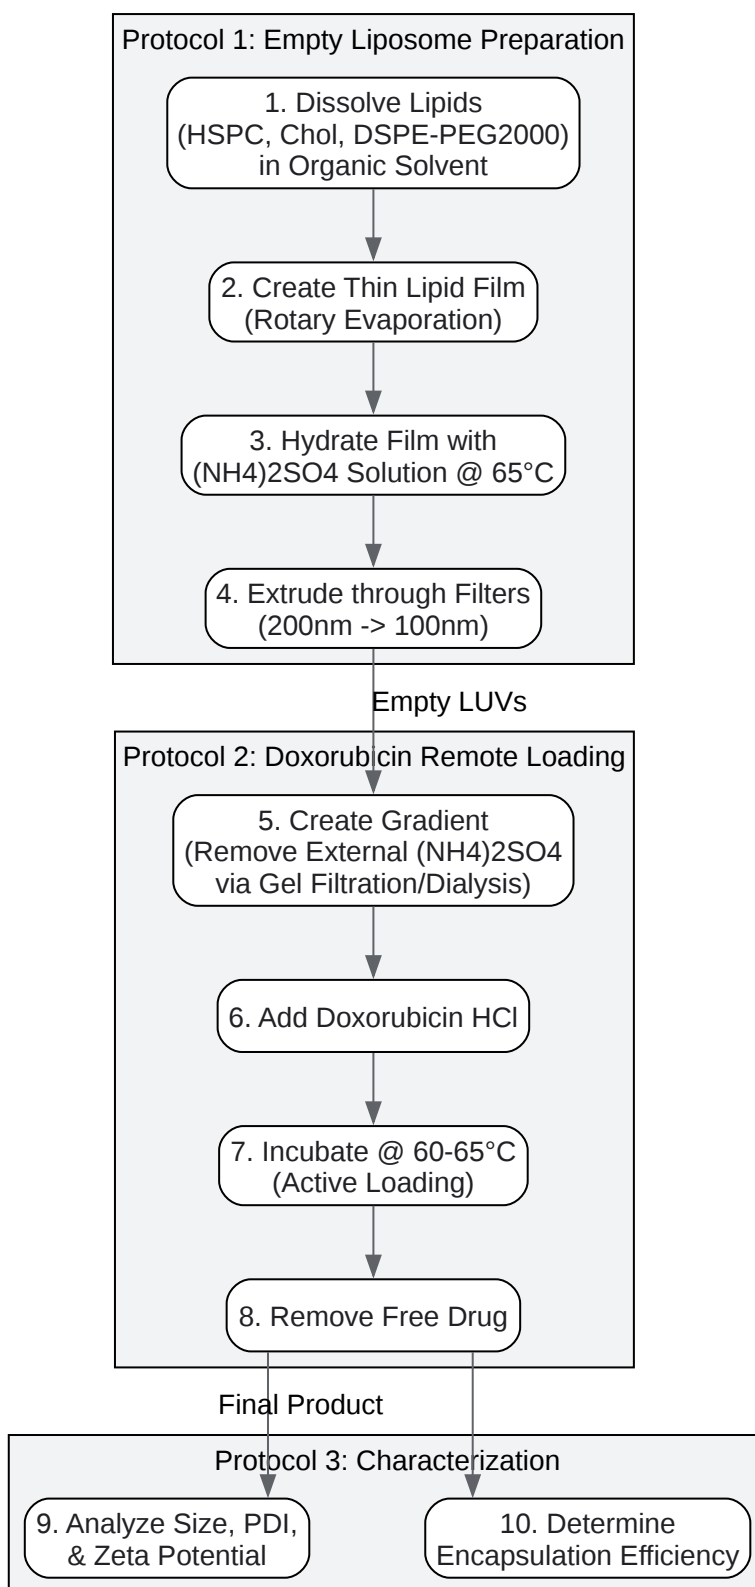 Protocol 1: Empty Liposome Preparation
1. Dissolve Lipids
(HSPC, Chol, DSPE-PEG2000)
in Organic Solvent
2. Create Thin Lipid Film
(Rotary Evaporation)
3. Hydrate Film with
(NH4)2SO4 Solution @ 65°C
4. Extrude through Filters
(200nm -> 100nm)
Empty LUVs
Protocol 2: Doxorubicin Remote Loading
5. Create Gradient
(Remove External (NH4)2SO4
via Gel Filtration/Dialysis)
6. Add Doxorubicin HCl
7. Incubate @ 60-65°C
(Active Loading)
8. Remove Free Drug
Final Product
Protocol 3: Characterization
9. Analyze Size, PDI,
& Zeta Potential
10. Determine
Encapsulation Efficiency